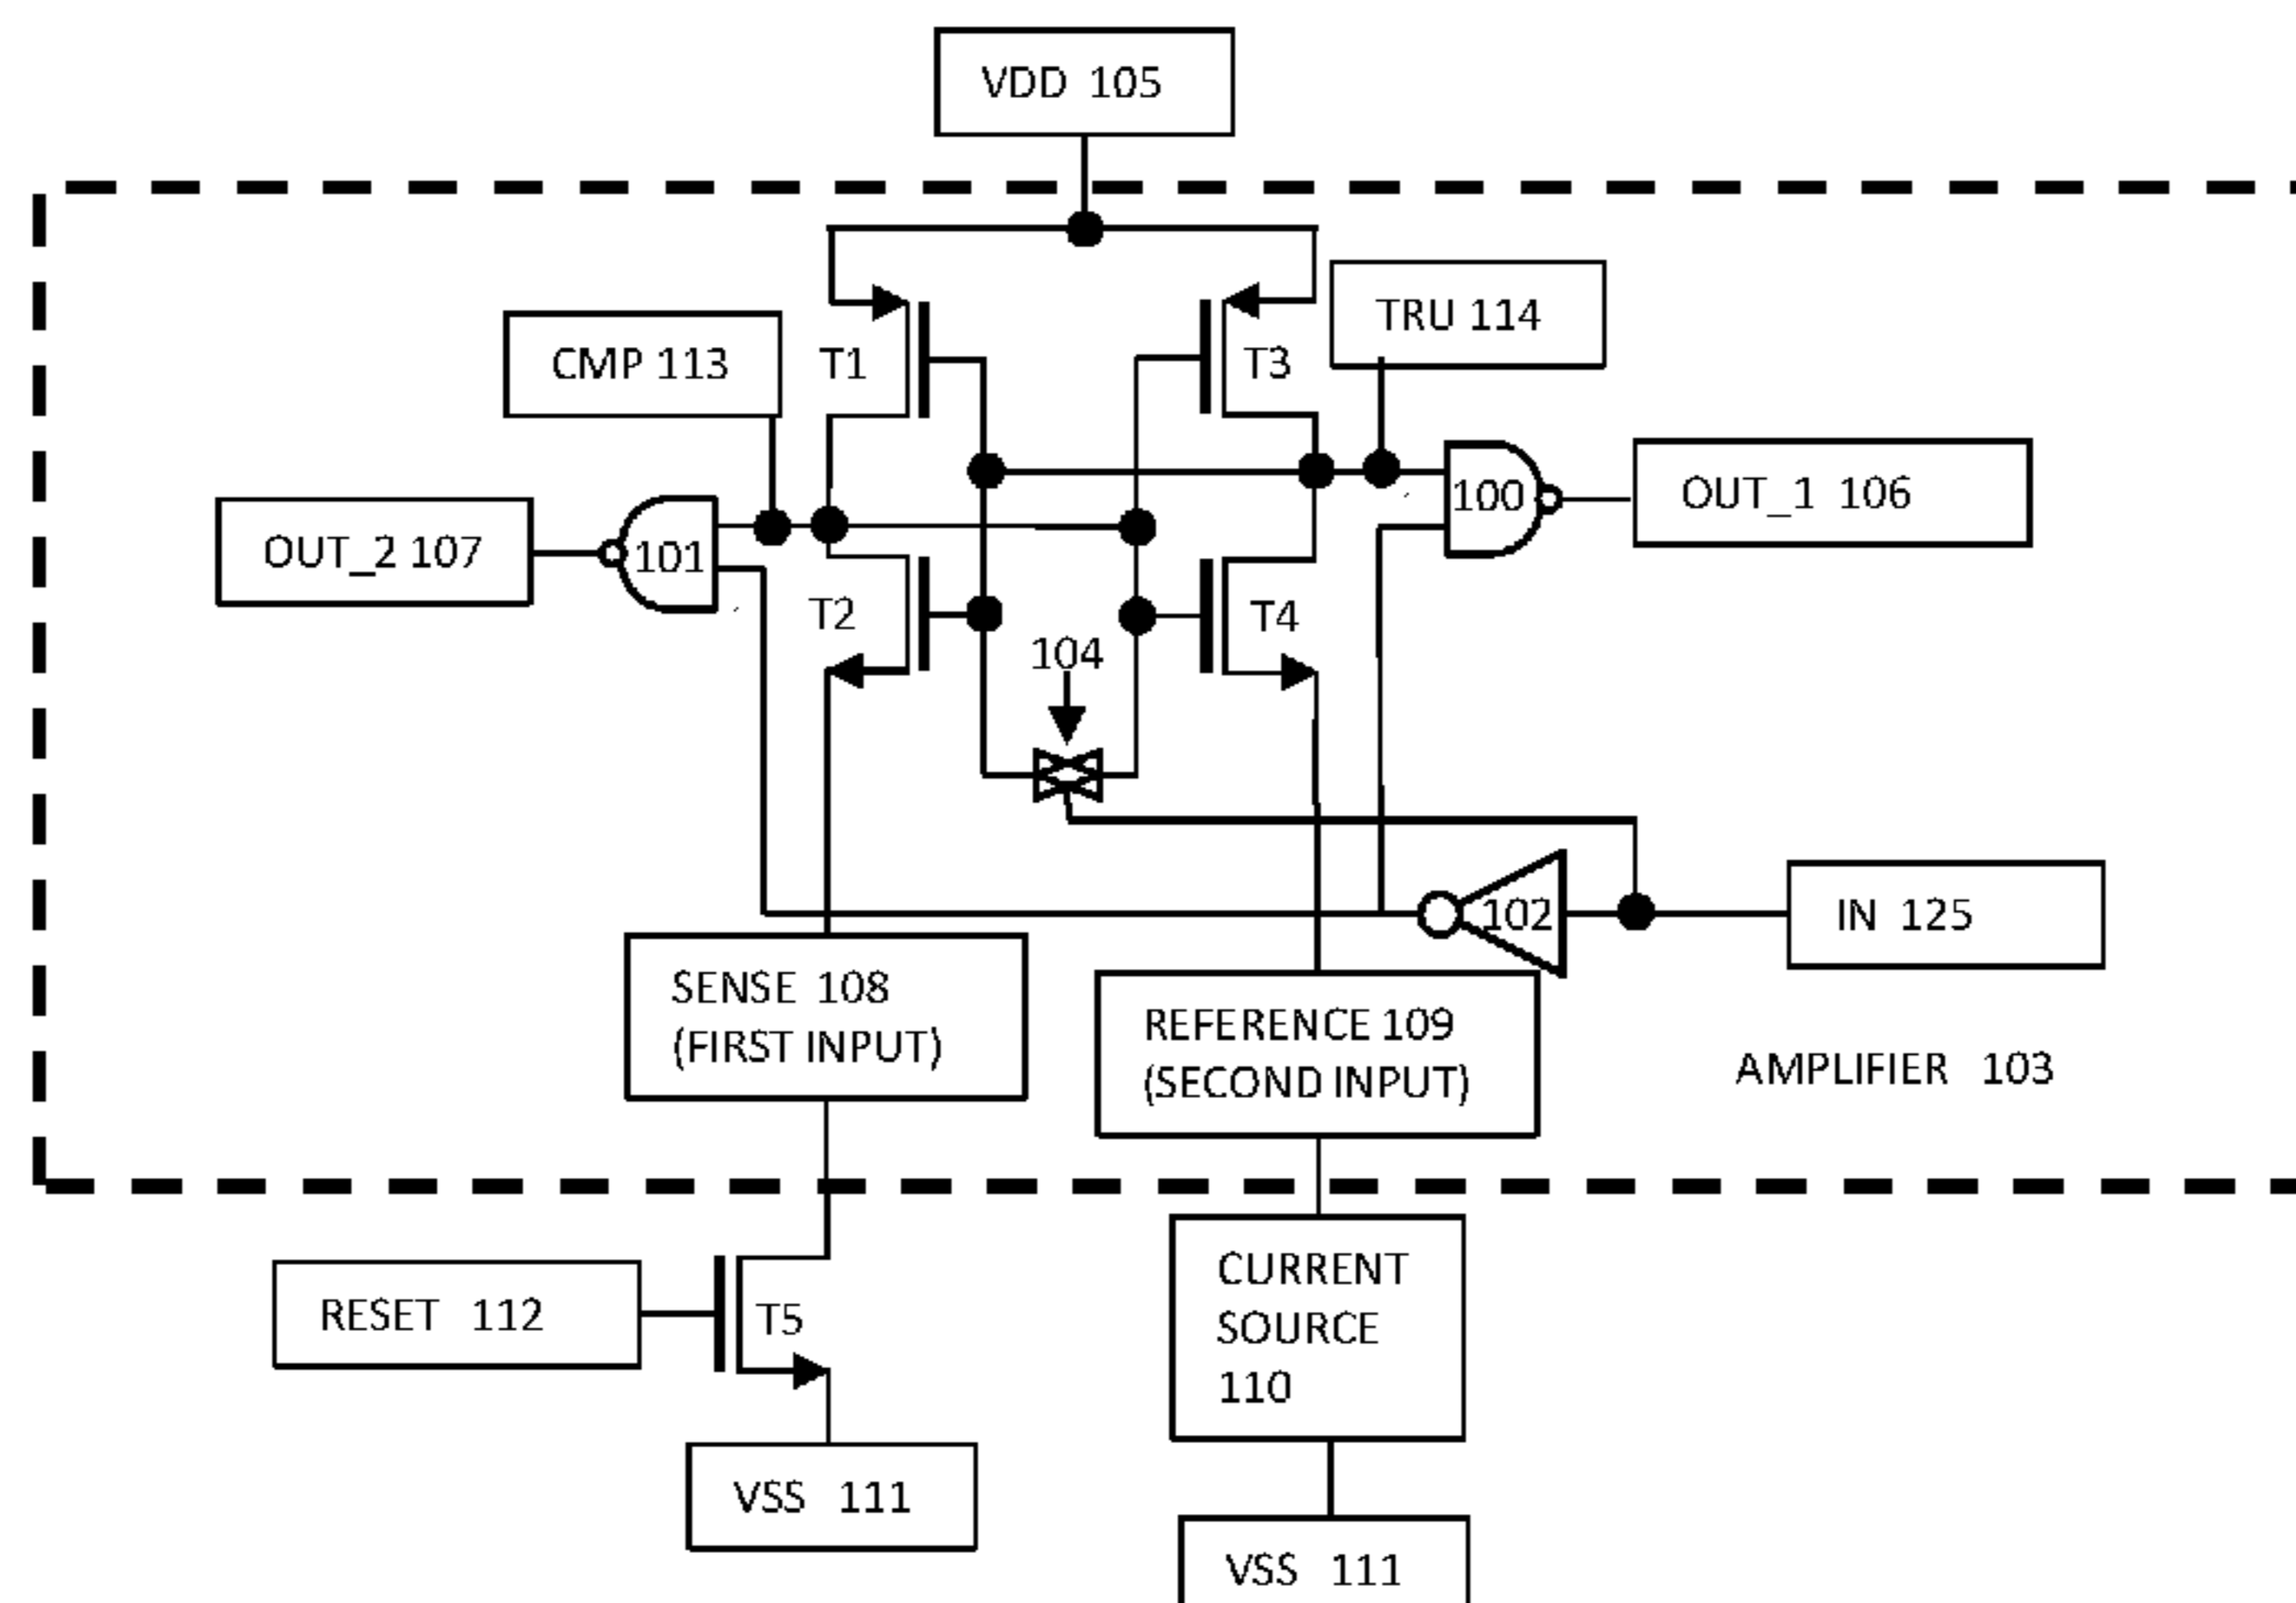 VDD 105
TRU 114
CMP 113
T1
T3
100
OUT_1 106
OUT_2 107
101
T2
T4
104
102
IN 125
SENSE 108
(FIRST INPUT)
REFERENCE 109
(SECOND INPUT)
AMPLIFIER 103
RESET 112
T5
CURRENT
SOURCE
110
VSS 111
VSS 111